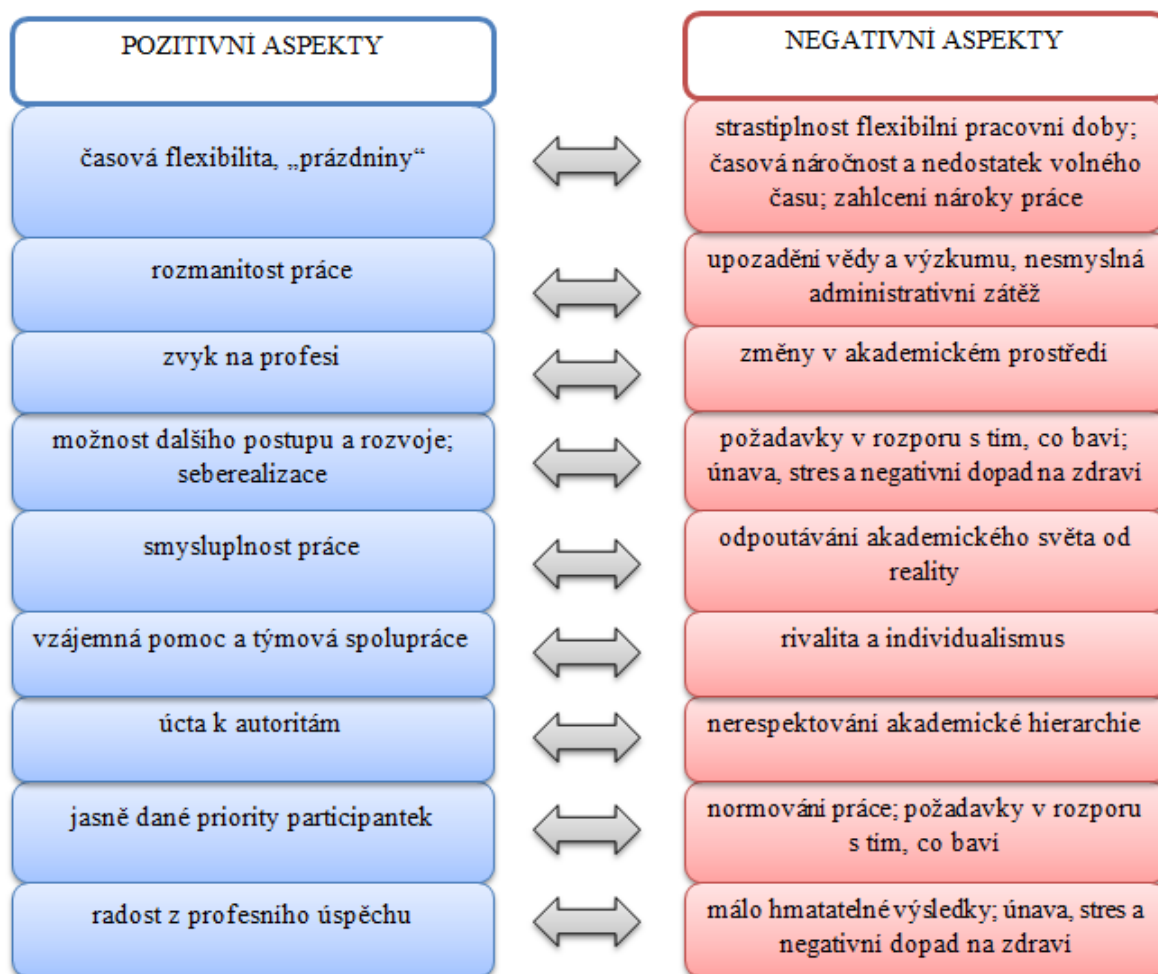 POZITIVNÍ ASPEKTY
NEGATIVNÍ ASPEKTY
časová flexibilita, „prázdniny“
strastiplnost flexibilní pracovní doby;
časová náročnost a nedostatek volného
času; zahlcení nároky práce
rozmanitost práce
upozadění vědy a výzkumu, nesmyslná
administrativní zátěž
zvyk na profesi
změny v akademickém prostředí
možnost dalšího postupu a rozvoje;
seberealizace
požadavky v rozporu s tím, co baví;
únava, stres a negativní dopad na zdraví
smysluplnost práce
odpoutávání akademického světa od
reality
vzájemná pomoc a týmová spolupráce
rivalita a individualismus
úcta k autoritám
nerespektování akademické hierarchie
jasně dané priority participantek
normování práce; požadavky v rozporu
s tím, co baví
radost z profesního úspěchu
málo hmatatelné výsledky; únava, stres a
negativní dopad na zdraví